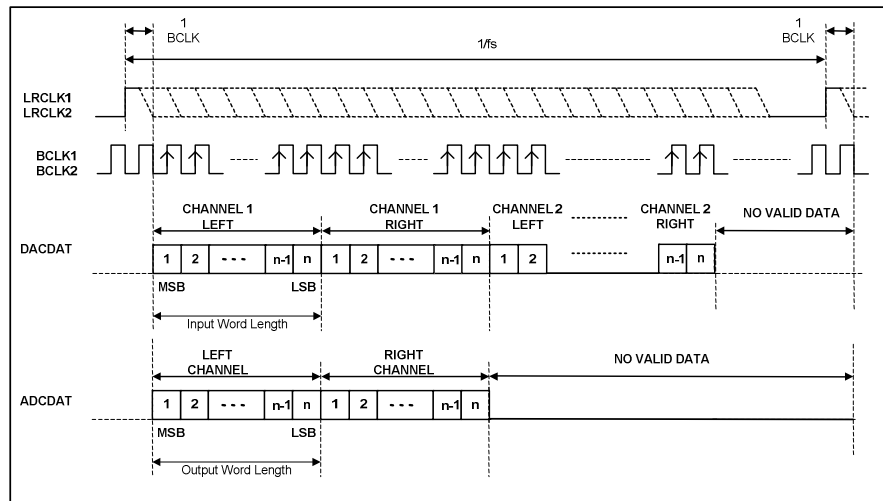 1
BCLK
1/fs
1
BCLK
LRCLK1
LRCLK2
BCLK1
BCLK2
CHANNEL 1
LEFT
CHANNEL 1
RIGHT
CHANNEL 2
LEFT
CHANNEL 2
RIGHT
NO VALID DATA
DACDAT
1 2 - - - n-1 n 1 2 - - - n-1 n 1 2 n-1 n
MSB LSB
Input Word Length
LEFT
CHANNEL
RIGHT
CHANNEL
NO VALID DATA
ADCDAT
1 2 - - - n-1 n 1 2 - - - n-1 n
MSB LSB
Output Word Length